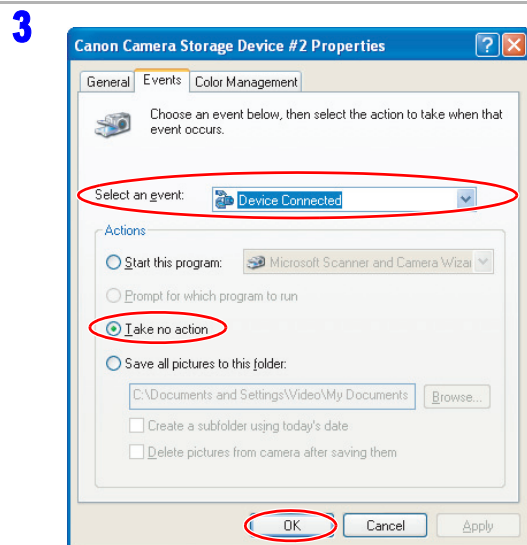 3
Canon Camera Storage Device #2 Properties
General Events Color Management
Choose an event below, then select the action to take when that
event occurs.
Select an event: Device Connected
Actions
Start this program: Microsoft Scanner and Camera Wizar
Prompt for which program to run
Take no action
Save all pictures to this folder:
C:\Documents and Settings\Video\My Documents Browse...
Create a subfolder using today's date
Delete pictures from camera after saving them
OK Cancel Apply